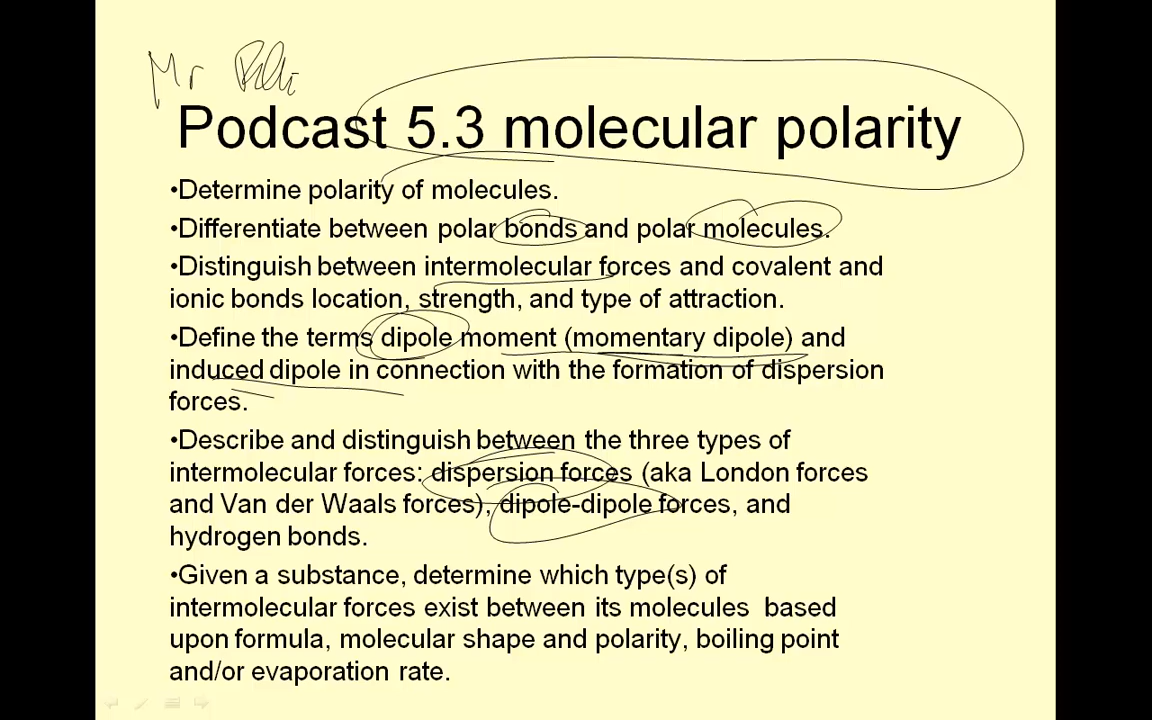 Mr
Podcast 5.3 molecular polarity
•Determine polarity of molecules.
•Differentiate between polar bonds and polar molecules.
•Distinguish between intermolecular forces and covalent and
ionic bonds location, strength, and type of attraction.
•Define the terms dipole moment (momentary dipole) and
induced dipole in connection with the formation of dispersion
forces.
•Describe and distinguish between the three types of
intermolecular forces: dispersion forces (aka London forces
and Van der Waals forces), dipole-dipole forces, and
hydrogen bonds.
•Given a substance, determine which type(s) of
intermolecular forces exist between its molecules based
upon formula, molecular shape and polarity, boiling point
and/or evaporation rate.